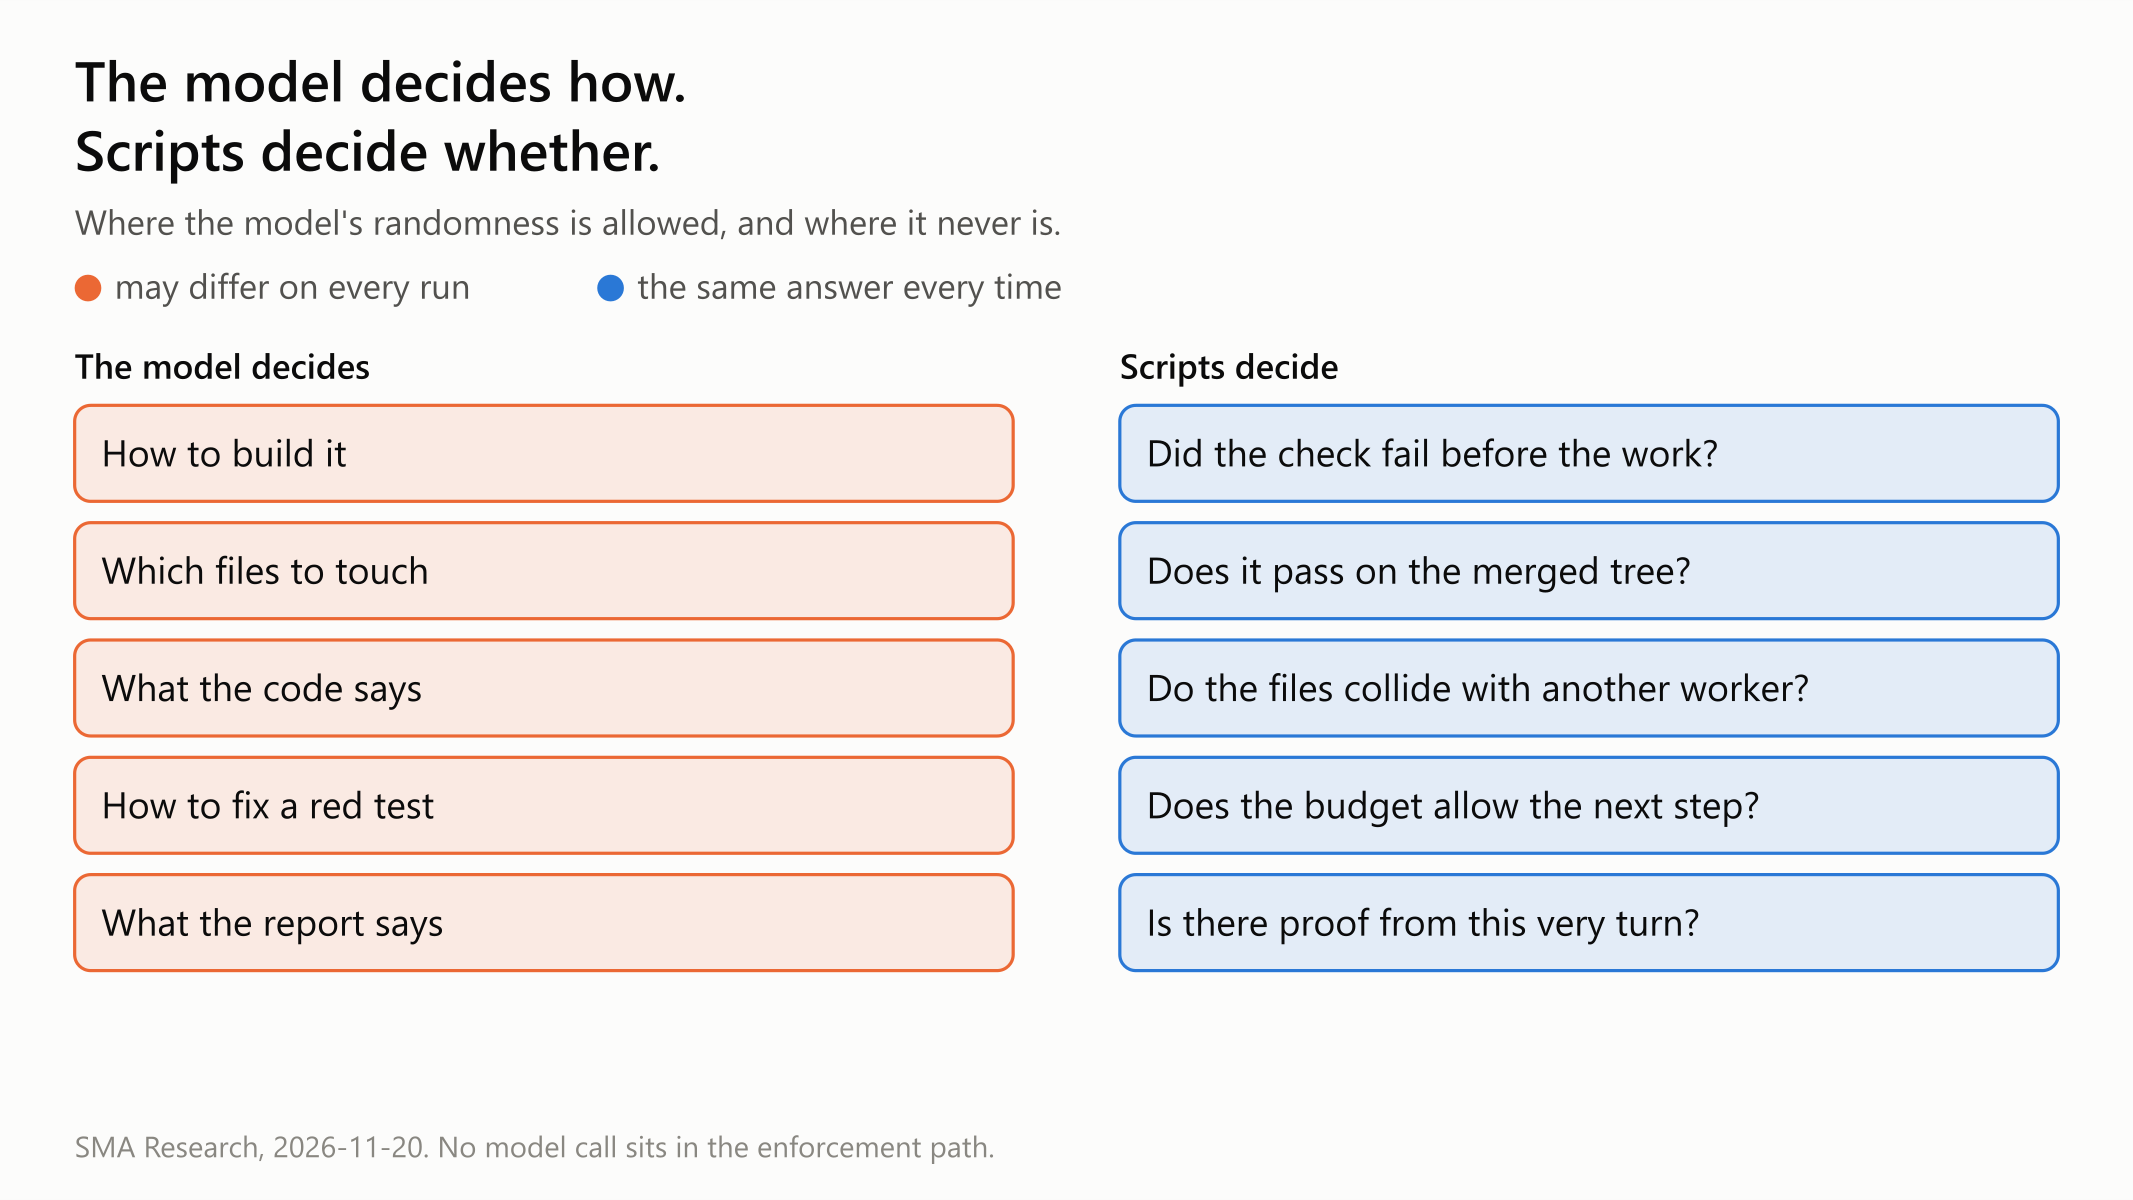 The model decides how.
Scripts decide whether.
Where the model's randomness is allowed, and where it never is.
may differ on every run
the same answer every time
The model decides
How to build it
Which files to touch
What the code says
How to fix a red test
What the report says
Scripts decide
Did the check fail before the work?
Does it pass on the merged tree?
Do the files collide with another worker?
Does the budget allow the next step?
Is there proof from this very turn?
SMA Research, 2026-11-20. No model call sits in the enforcement path.